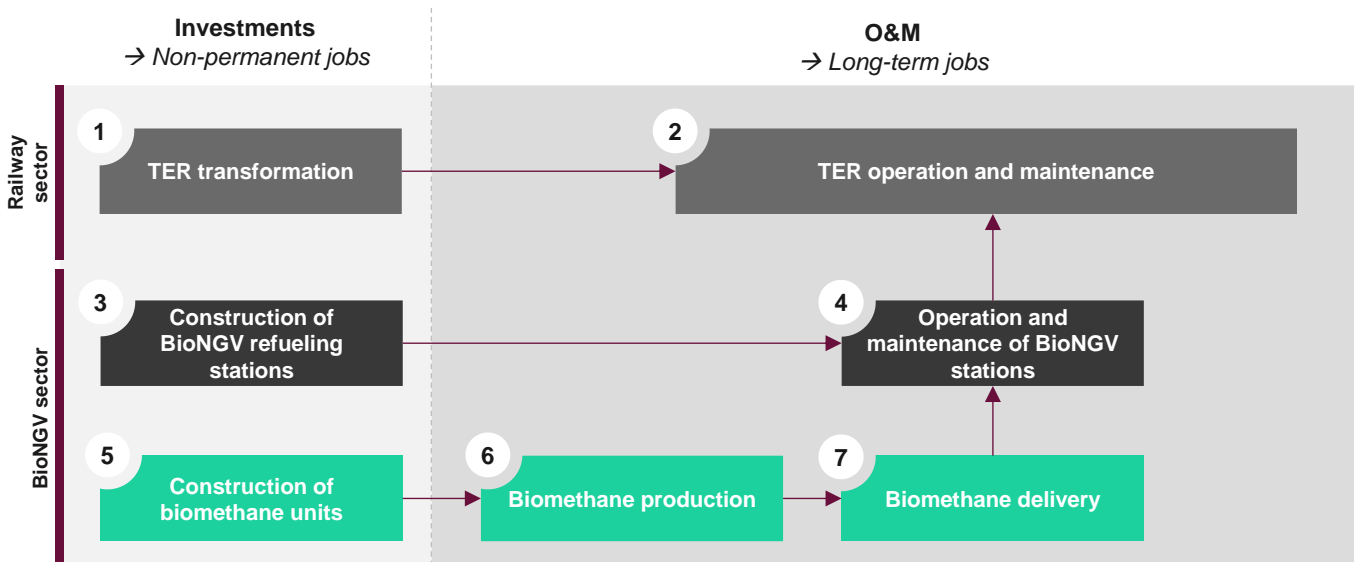 Investments
→ Non-permanent jobs
O&M
→ Long-term jobs
Railway
sector
1
TER transformation
2
TER operation and maintenance
BioNGV sector
3
Construction of
BioNGV refueling
stations
4
Operation and
maintenance of BioNGV
stations
5
Construction of
biomethane units
6
Biomethane production
7
Biomethane delivery